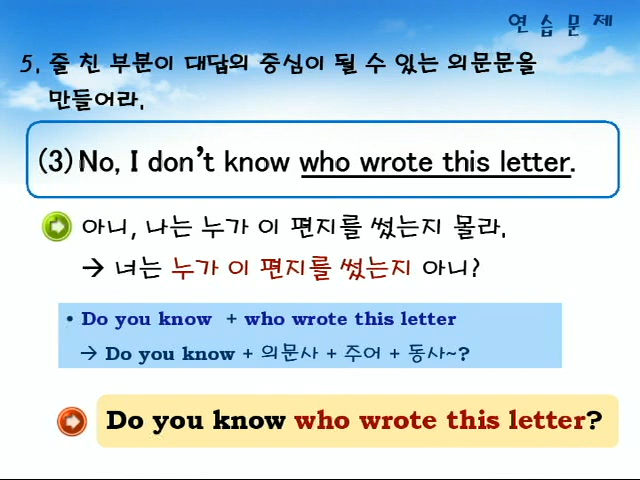 연습문제
5. 줄 친 부분이 대답의 중심이 될 수 있는 의문문을
만들어라.
(3) No, I don't know who wrote this letter.
아니, 나는 누가 이 편지를 썼는지 몰라.
→ 너는 누가 이 편지를 썼는지 아니?
• Do you know + who wrote this letter
→ Do you know + 의문사 + 주어 + 동사~?
Do you know who wrote this letter?